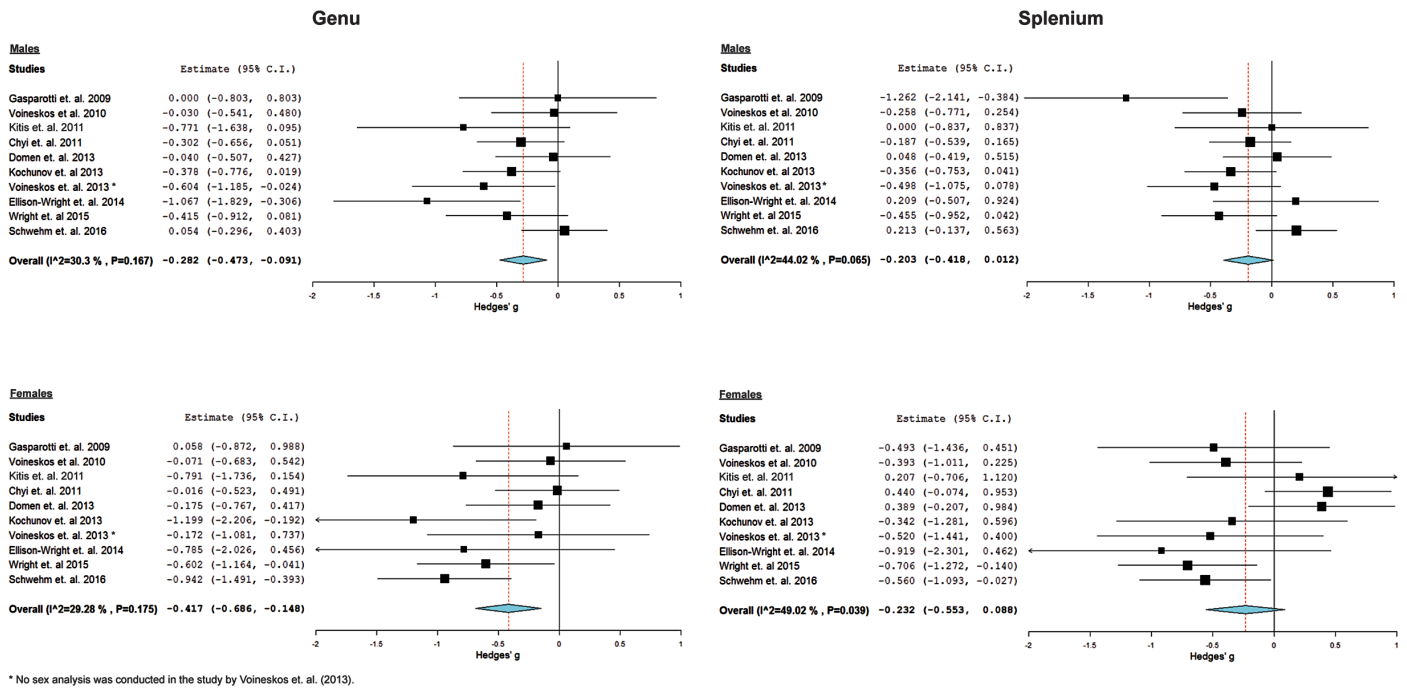 Genu
Males
Studies Estimate (95% C.I.)
Gasparotti et. al. 2009 0.000 (-0.803, 0.803)
Voineskos et al. 2010 -0.030 (-0.541, 0.480)
Kitis et al. 2011 -0.771 (-1.638, 0.095)
Chyi et. al. 2011 -0.302 (-0.656, 0.051)
Domen et. al. 2013 -0.040 (-0.507, 0.427)
Kochunov et al 2013 -0.378 (-0.776, 0.019)
Voineskos et. al. 2013 * -0.604 (-1.185, -0.024)
Ellison-Wright et al. 2014 -1.067 (-1.829, -0.306)
Wright et. al 2015 -0.415 (-0.912, 0.081)
Schwehm et. al. 2016 0.054 (-0.296, 0.403)
Overall (I^2=30.3 % , P=0.167) -0.282 (-0.473, -0.091)
-2 -1.5 -1 -0.5 0 0.5 1
Hedges' g
Splenium
Males
Studies Estimate (95% C.I.)
Gasparotti et. al. 2009 -1.262 (-2.141, -0.384)
Voineskos et al. 2010 -0.258 (-0.771, 0.254)
Kitis et al. 2011 0.000 (-0.837, 0.837)
Chyi et. al. 2011 -0.187 (-0.539, 0.165)
Domen et. al. 2013 0.048 (-0.419, 0.515)
Kochunov et al 2013 -0.356 (-0.753, 0.041)
Voineskos et. al. 2013 * -0.498 (-1.075, 0.078)
Ellison-Wright et al. 2014 0.209 (-0.507, 0.924)
Wright et. al 2015 -0.455 (-0.952, 0.042)
Schwehm et. al. 2016 0.213 (-0.137, 0.563)
Overall (I^2=44.02 % , P=0.065) -0.203 (-0.418, 0.012)
-2 -1.5 -1 -0.5 0 0.5 1
Hedges' g
Females
Studies Estimate (95% C.I.)
Gasparotti et. al. 2009 0.058 (-0.872, 0.988)
Voineskos et al. 2010 -0.071 (-0.683, 0.542)
Kitis et al. 2011 -0.791 (-1.736, 0.154)
Chyi et. al. 2011 -0.016 (-0.523, 0.491)
Domen et al. 2013 -0.175 (-0.767, 0.417)
Kochunov et al 2013 -1.199 (-2.206, -0.192)
Voineskos et. al. 2013 * -0.172 (-1.081, 0.737)
Ellison-Wright et al. 2014 -0.785 (-2.026, 0.456)
Wright et al 2015 -0.602 (-1.164, -0.041)
Schwehm et. al. 2016 -0.942 (-1.491, -0.393)
Overall (I^2=29.28 % , P=0.175) -0.417 (-0.686, -0.148)
-2 -1.5 -1 -0.5 0 0.5 1
Hedges' g
Females
Studies Estimate (95% C.I.)
Gasparotti et. al. 2009 -0.493 (-1.436, 0.451)
Voineskos et al. 2010 -0.393 (-1.011, 0.225)
Kitis et al. 2011 0.207 (-0.706, 1.120)
Chyi et. al. 2011 0.440 (-0.074, 0.953)
Domen et al. 2013 0.389 (-0.207, 0.984)
Kochunov et al 2013 -0.342 (-1.281, 0.596)
Voineskos et. al. 2013 * -0.520 (-1.441, 0.400)
Ellison-Wright et al. 2014 -0.919 (-2.301, 0.462)
Wright et al 2015 -0.706 (-1.272, -0.140)
Schwehm et. al. 2016 -0.560 (-1.093, -0.027)
Overall (I^2=49.02 % , P=0.039) -0.232 (-0.553, 0.088)
-2 -1.5 -1 -0.5 0 0.5 1
Hedges' g
* No sex analysis was conducted in the study by Voineskos et. al. (2013).